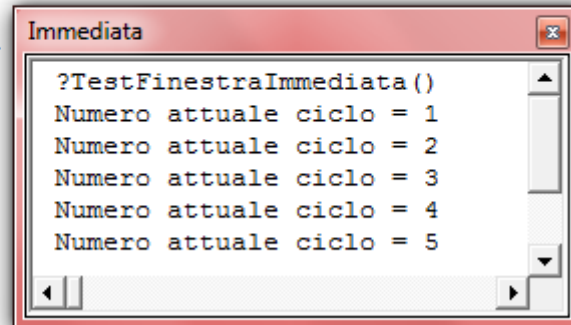 Immediata
?TestFinestraImmediata()
Numero attuale ciclo = 1
Numero attuale ciclo = 2
Numero attuale ciclo = 3
Numero attuale ciclo = 4
Numero attuale ciclo = 5